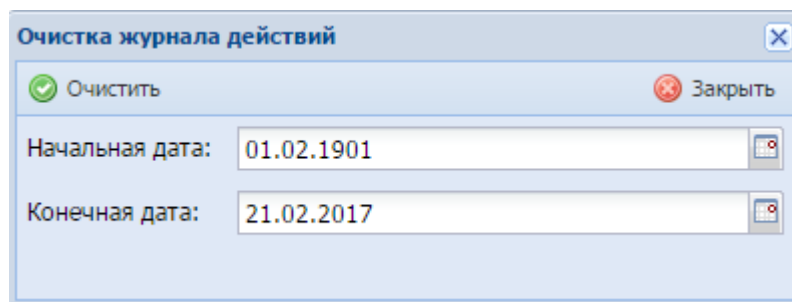 Очистка журнала действий
Очистить Закрыть
Начальная дата: 01.02.1901
Конечная дата: 21.02.2017